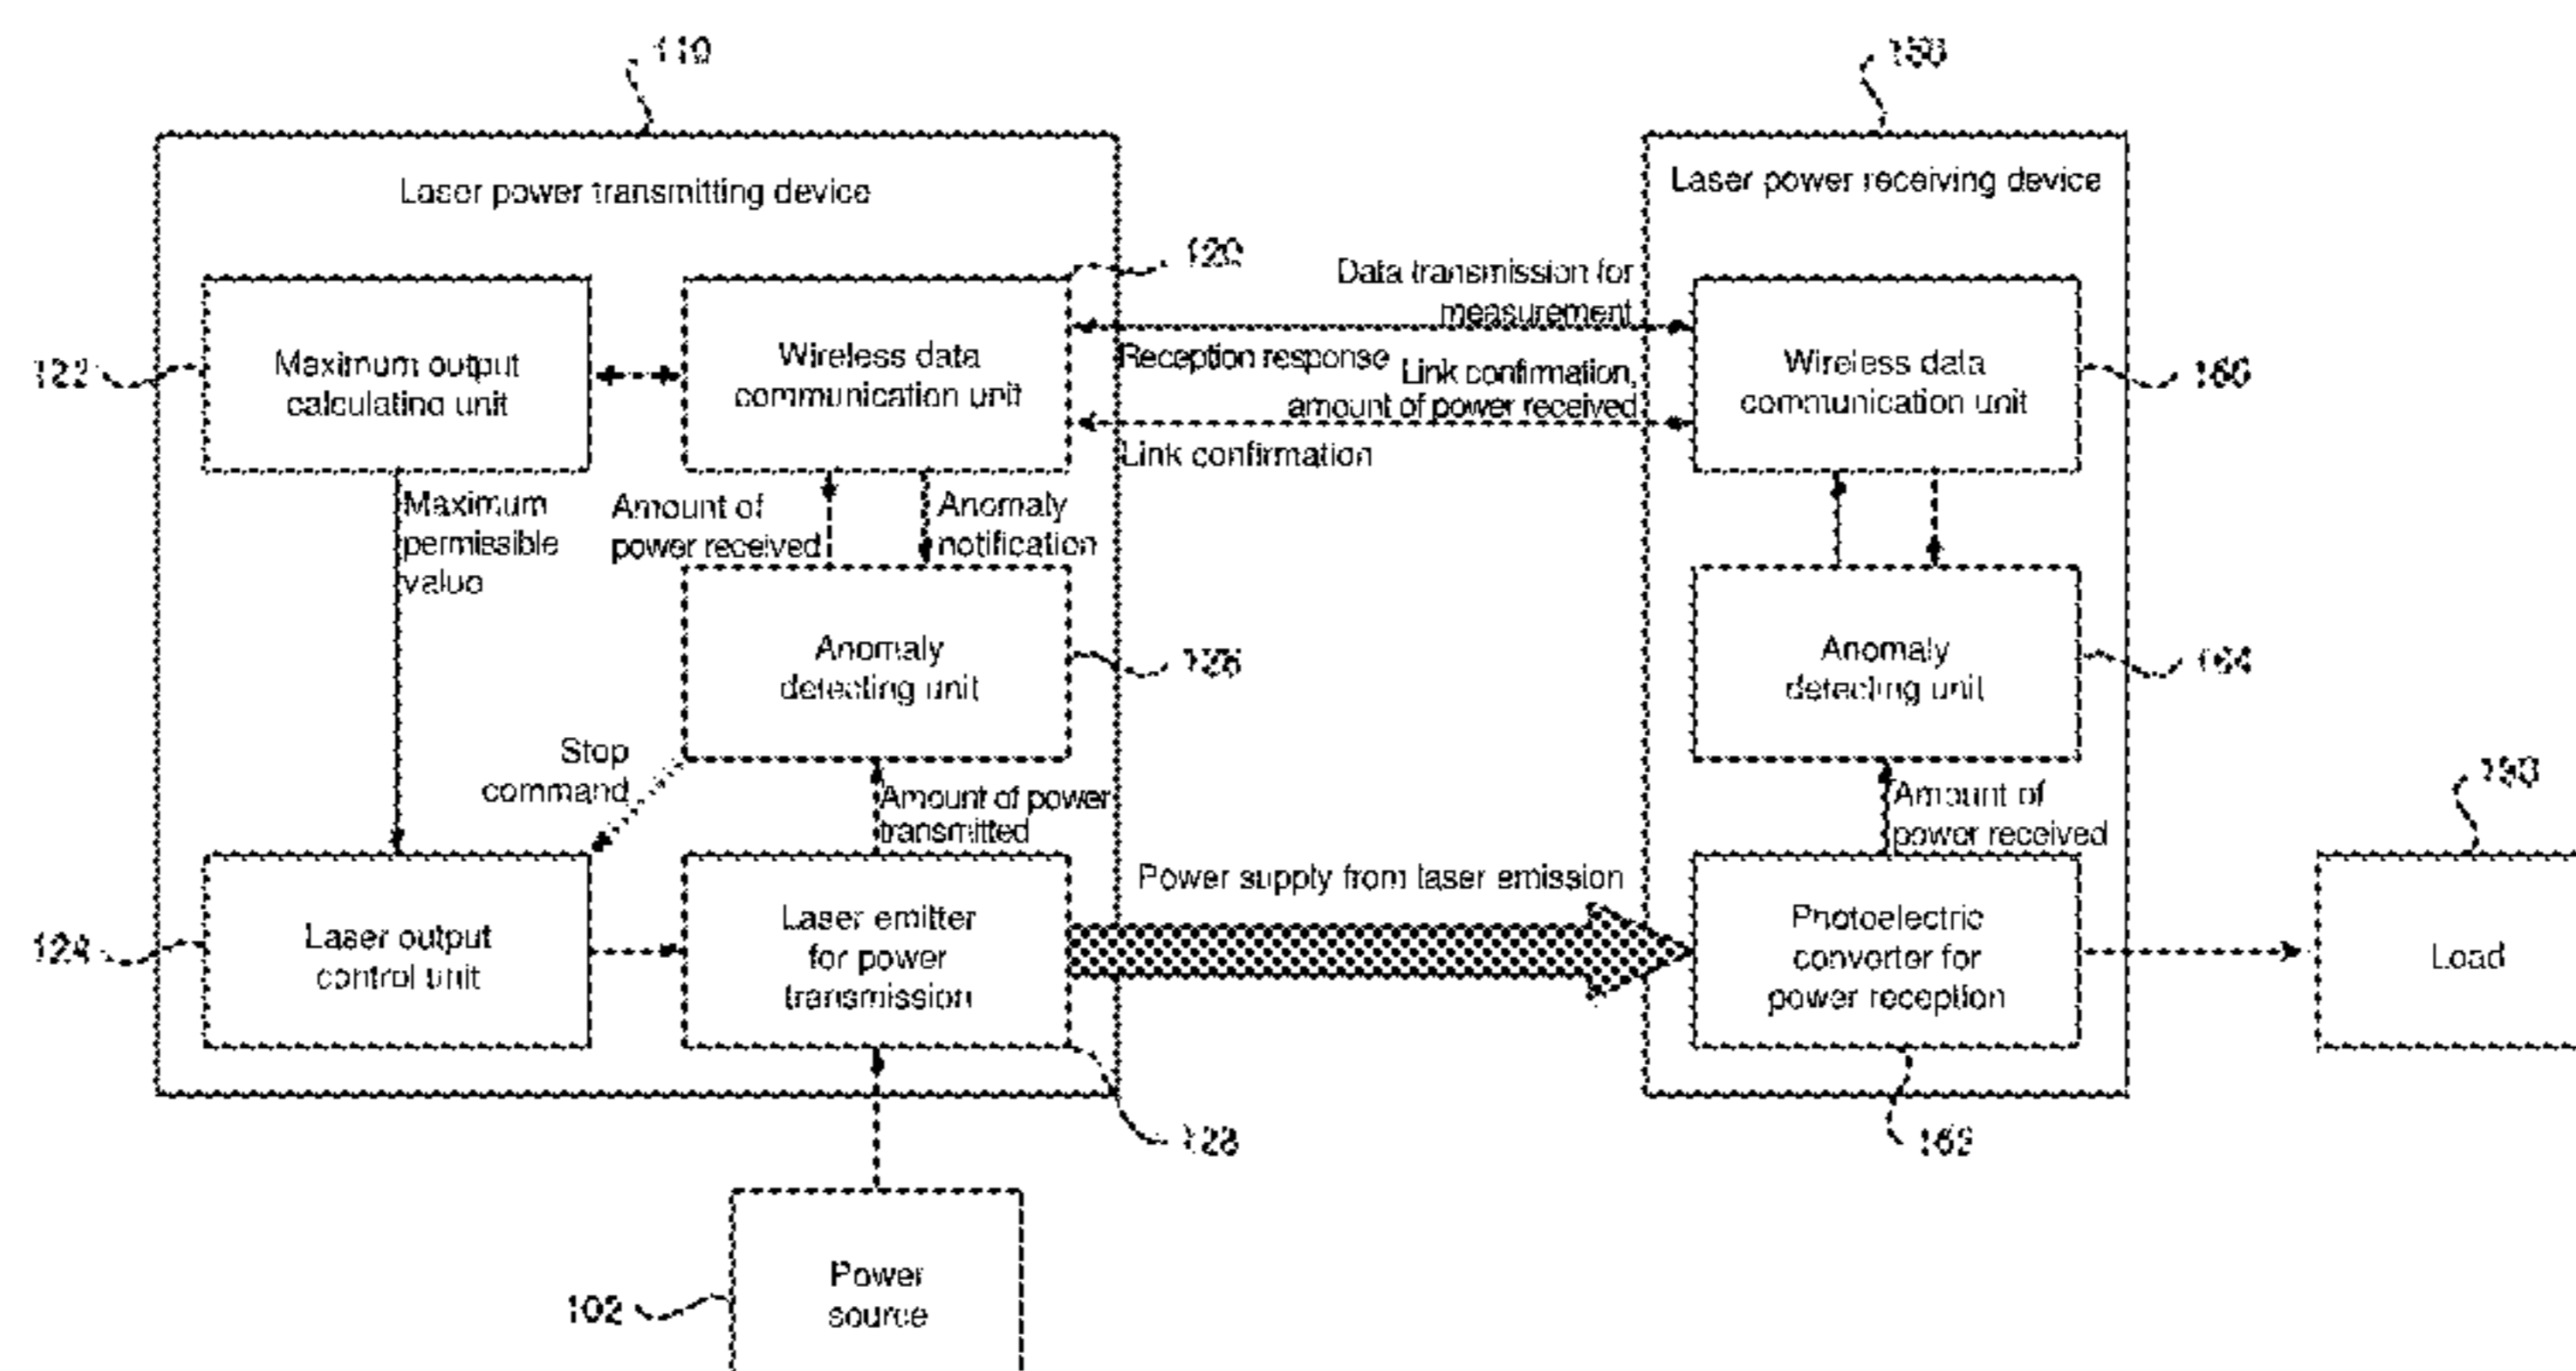 110
Laser power transmitting device
Laser power receiving device
120
Data transmission for
measurement
122
Maximum output
calculating unit
Wireless data
communication unit
Reception response
Link confirmation,
amount of power received
Link confirmation
Wireless data
communication unit
160
Maximum
permissible
value
Amount of
power received
Anomaly
notification
Anomaly
detecting unit
126
Anomaly
detecting unit
164
Stop
command
Amount of power
transmitted
Amount of
power received
190
124
Laser output
control unit
Laser emitter
for power
transmission
Power supply from laser emission
Photoelectric
converter for
power reception
Load
128
162
102
Power
source